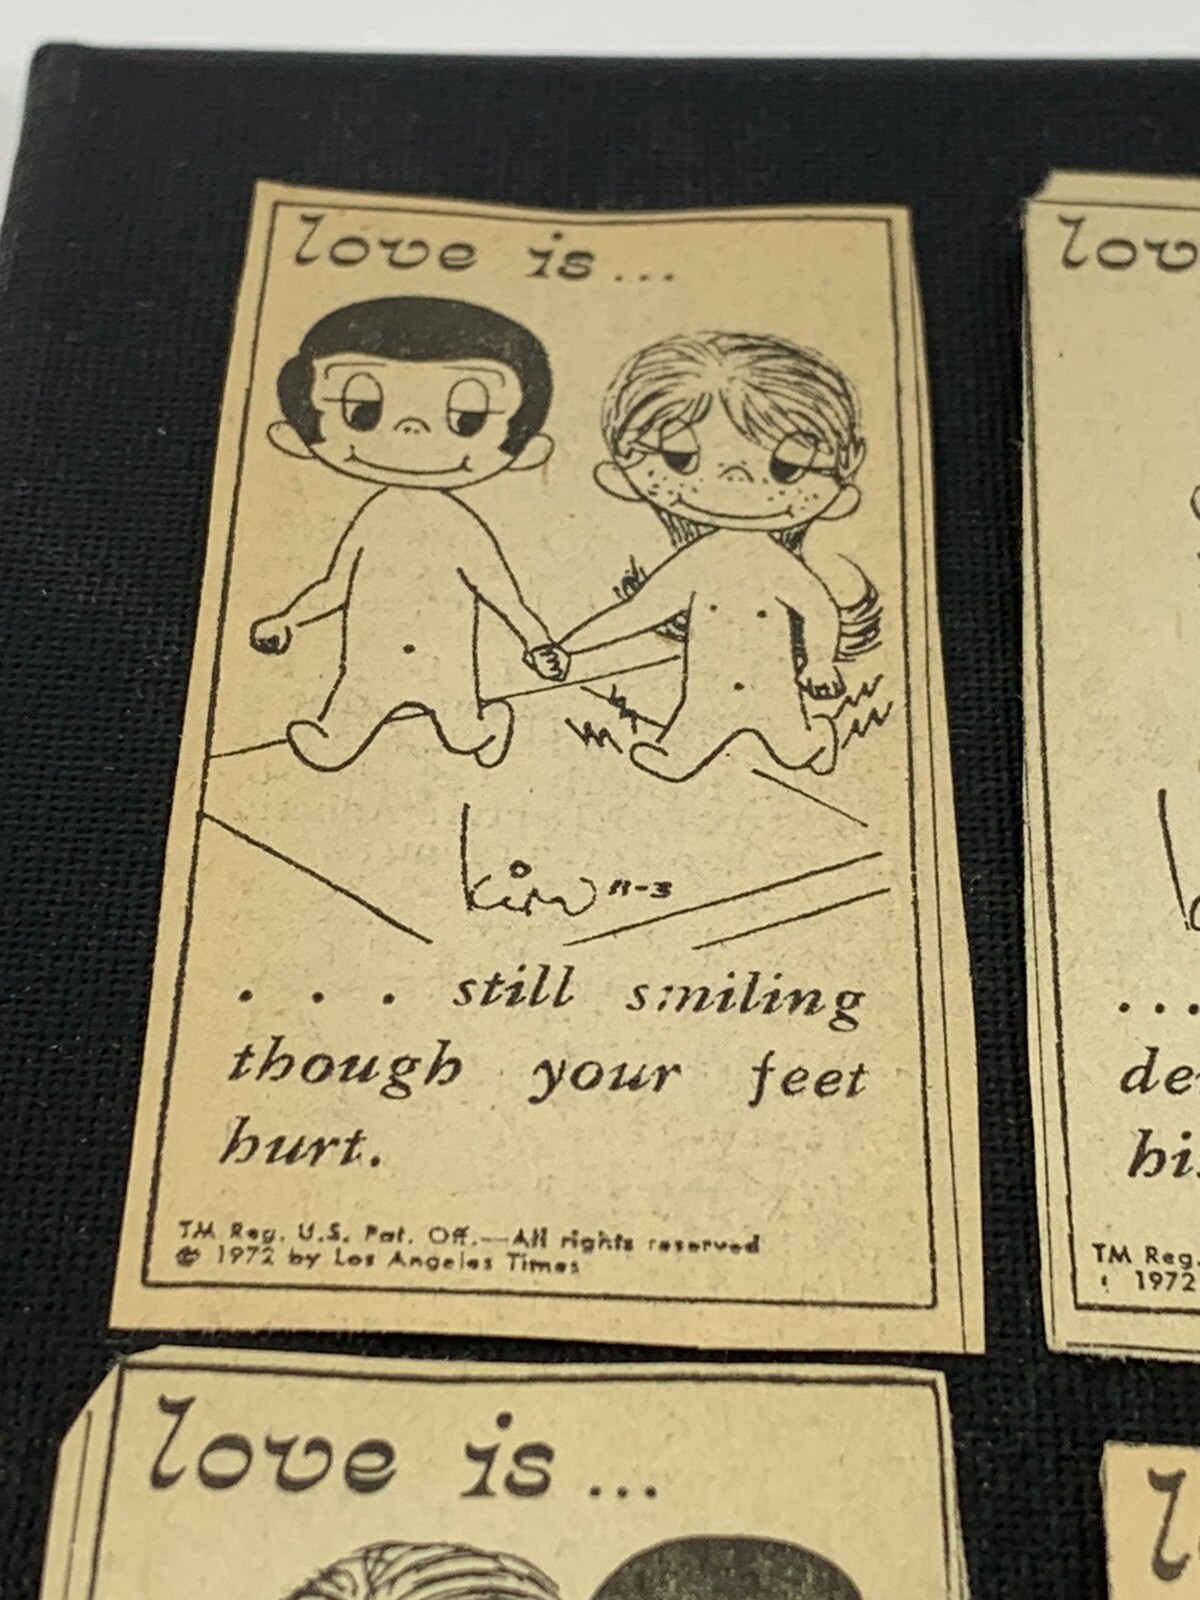 love is...
Kim 11-3
... still smiling
though your feet
hurt.
TM Reg. U.S. Pat. Off.—All rights reserved
© 1972 by Los Angeles Times
lov
...
de
hi
TM Reg.
1972
love is...
l